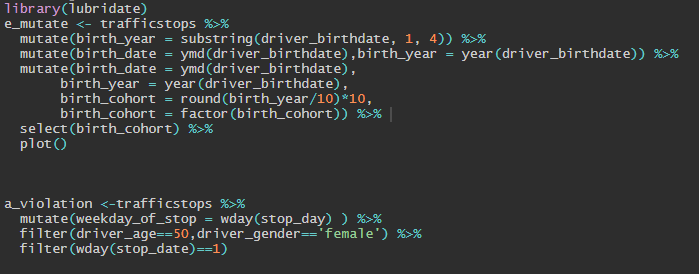 library(lubridate)
e_mutate <- trafficstops %>%
mutate(birth_year = substring(driver_birthdate, 1, 4)) %>%
mutate(birth_date = ymd(driver_birthdate),birth_year = year(driver_birthdate)) %>%
mutate(birth_date = ymd(driver_birthdate),
birth_year = year(driver_birthdate),
birth_cohort = round(birth_year/10)*10,
birth_cohort = factor(birth_cohort)) %>%
select(birth_cohort) %>%
plot()
a_violation <-trafficstops %>%
mutate(weekday_of_stop = wday(stop_day) ) %>%
filter(driver_age==50,driver_gender=='female') %>%
filter(wday(stop_date)==1)